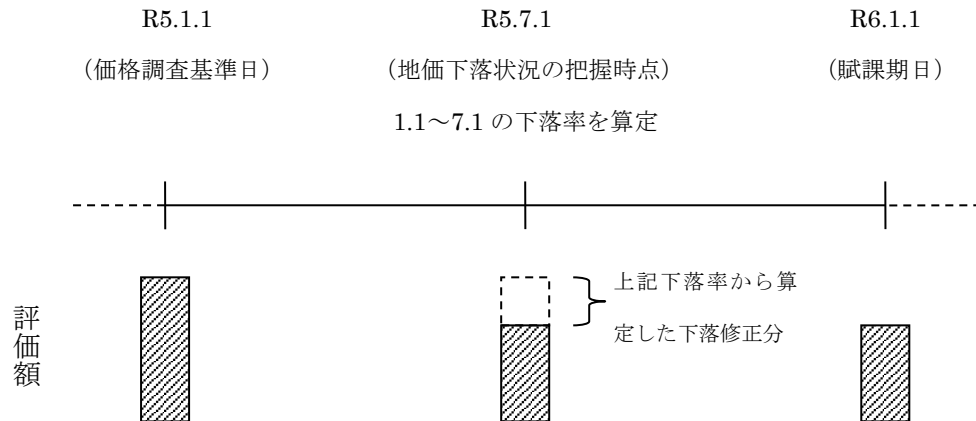 R5.1.1
R5.7.1
R6.1.1
（価格調査基準日）
（地価下落状況の把握時点）
（賦課期日）
1.1～7.1 の下落率を算定
上記下落率から算
定した下落修正分
評価額